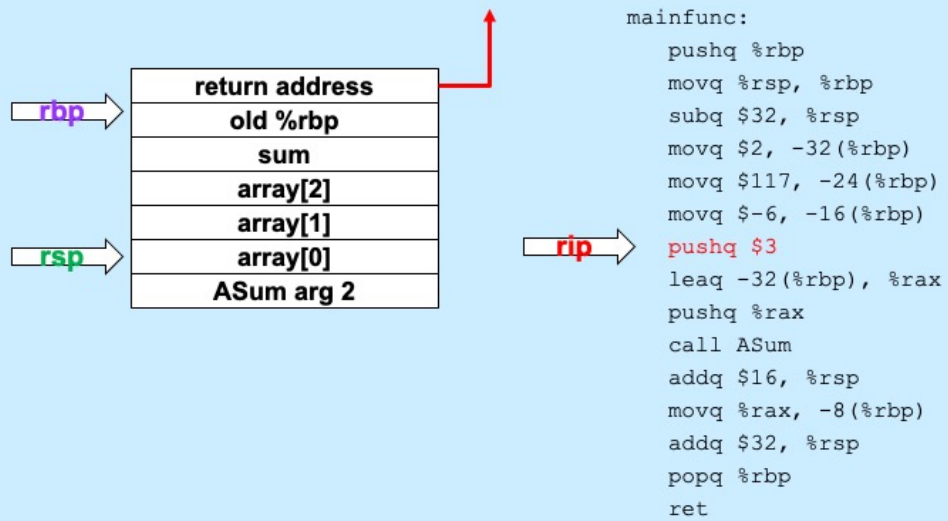 mainfunc:
pushq %rbp
movq %rsp, %rbp
subq $32, %rsp
movq $2, -32(%rbp)
movq $117, -24(%rbp)
movq $-6, -16(%rbp)
pushq $3
leaq -32(%rbp), %rax
pushq %rax
call ASum
addq $16, %rsp
movq %rax, -8(%rbp)
addq $32, %rsp
popq %rbp
ret
return address
rbp
old %rbp
sum
array[2]
array[1]
rsp
array[0]
ASum arg 2
rip